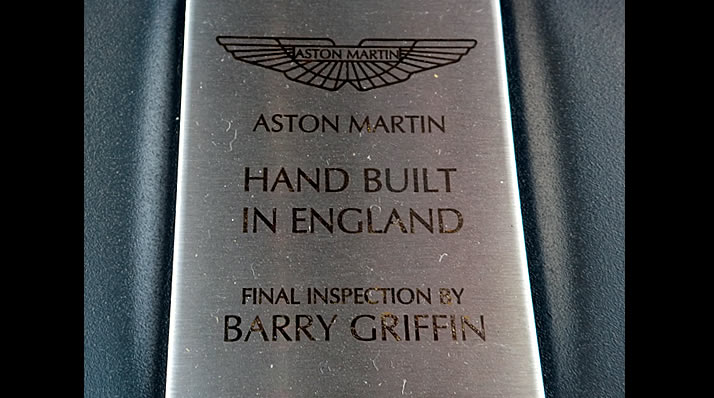 ASTON MARTIN
ASTON MARTIN
HAND BUILT
IN ENGLAND
FINAL INSPECTION BY
BARRY GRIFFIN